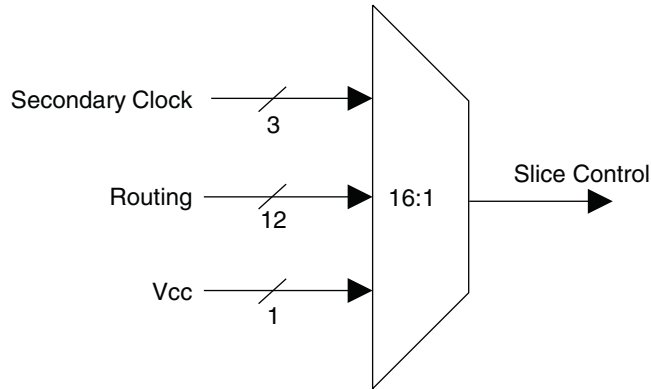 Secondary Clock
3
Routing
12
Vcc
1
16:1
Slice Control